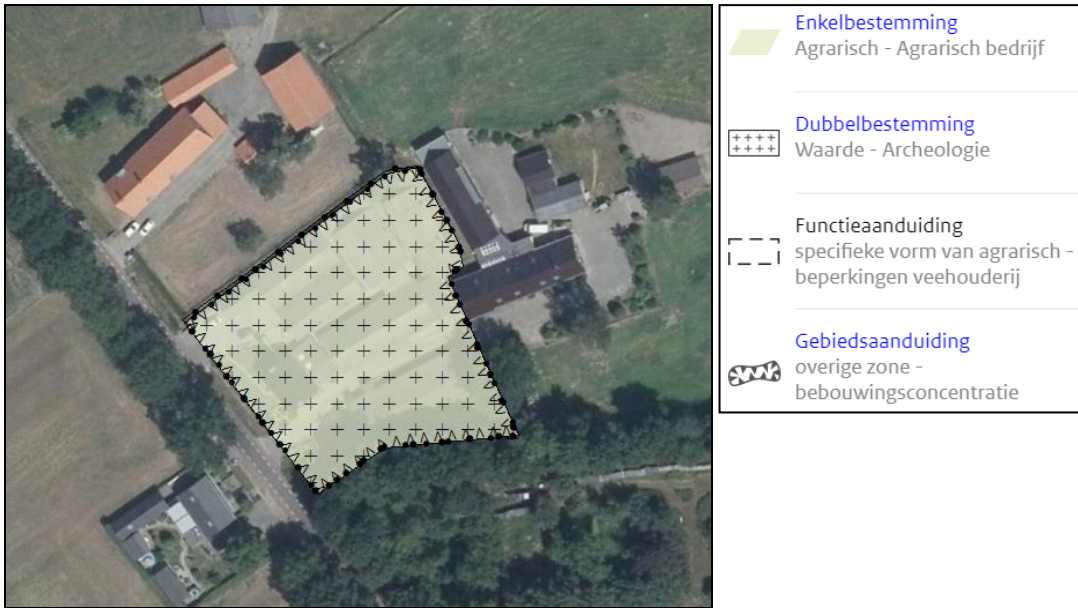 Enkelbestemming
Agrarisch - Agrarisch bedrijf
Dubbelbestemming
Waarde - Archeologie
Functieaanduiding
specifieke vorm van agrarisch -
beperkingen veehouderij
Gebiedsaanduiding
overige zone -
bebouwingsconcentratie